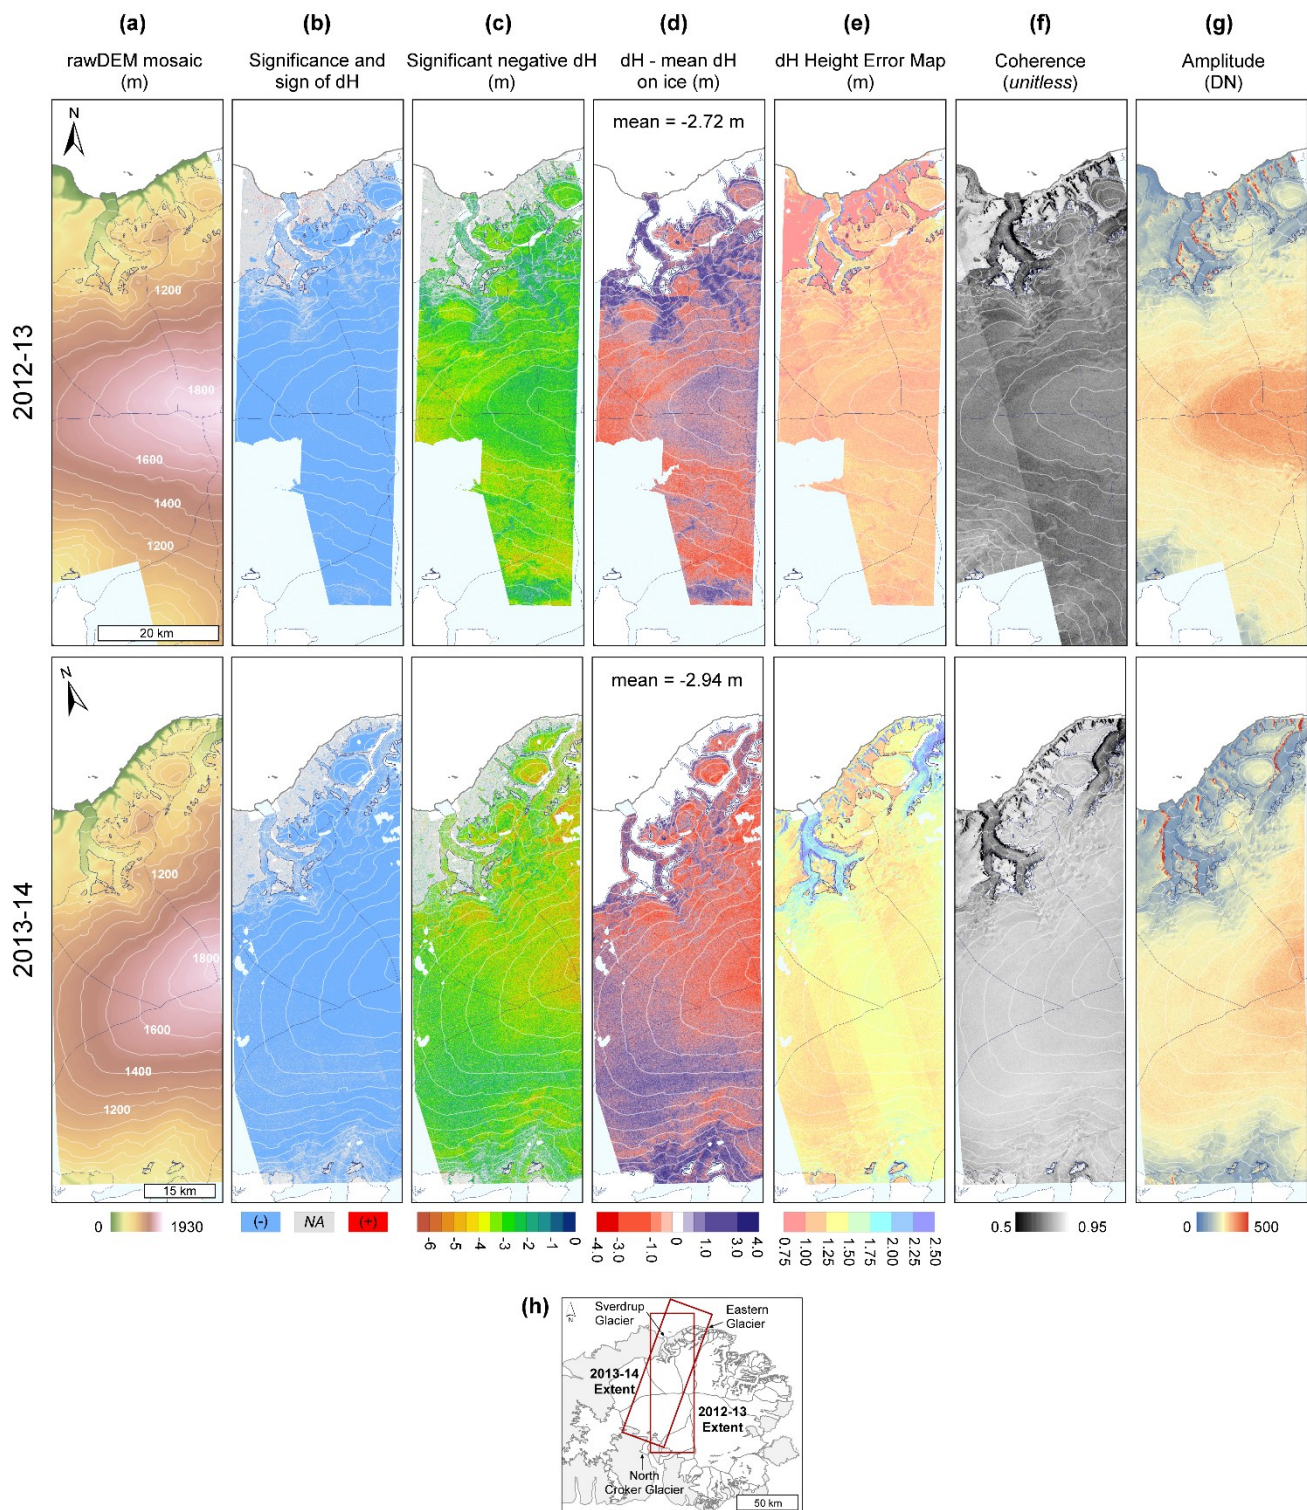 (a)
(b)
(c)
(d)
(e)
(f)
(g)
rawDEM mosaic
(m)
Significance and
sign of dH
Significant negative dH
(m)
dH - mean dH
on ice (m)
dH Height Error Map
(m)
Coherence
(unitless)
Amplitude
(DN)
2012-13
N
1200
1800
1600
1400
1200
20 km
mean = -2.72 m
2013-14
N
1200
1800
1600
1400
1200
15 km
mean = -2.94 m
0 1930
(-) NA (+)
-6 -5 -4 -3 -2 -1 0
-4.0 -3.0 -1.0 0 1.0 3.0 4.0
0.75 1.00 1.25 1.50 1.75 2.00 2.25 2.50
0.5 0.95
0 500
(h)
N
Sverdrup
Glacier
Eastern
Glacier
2013-14
Extent
2012-13
Extent
North
Croker Glacier
50 km